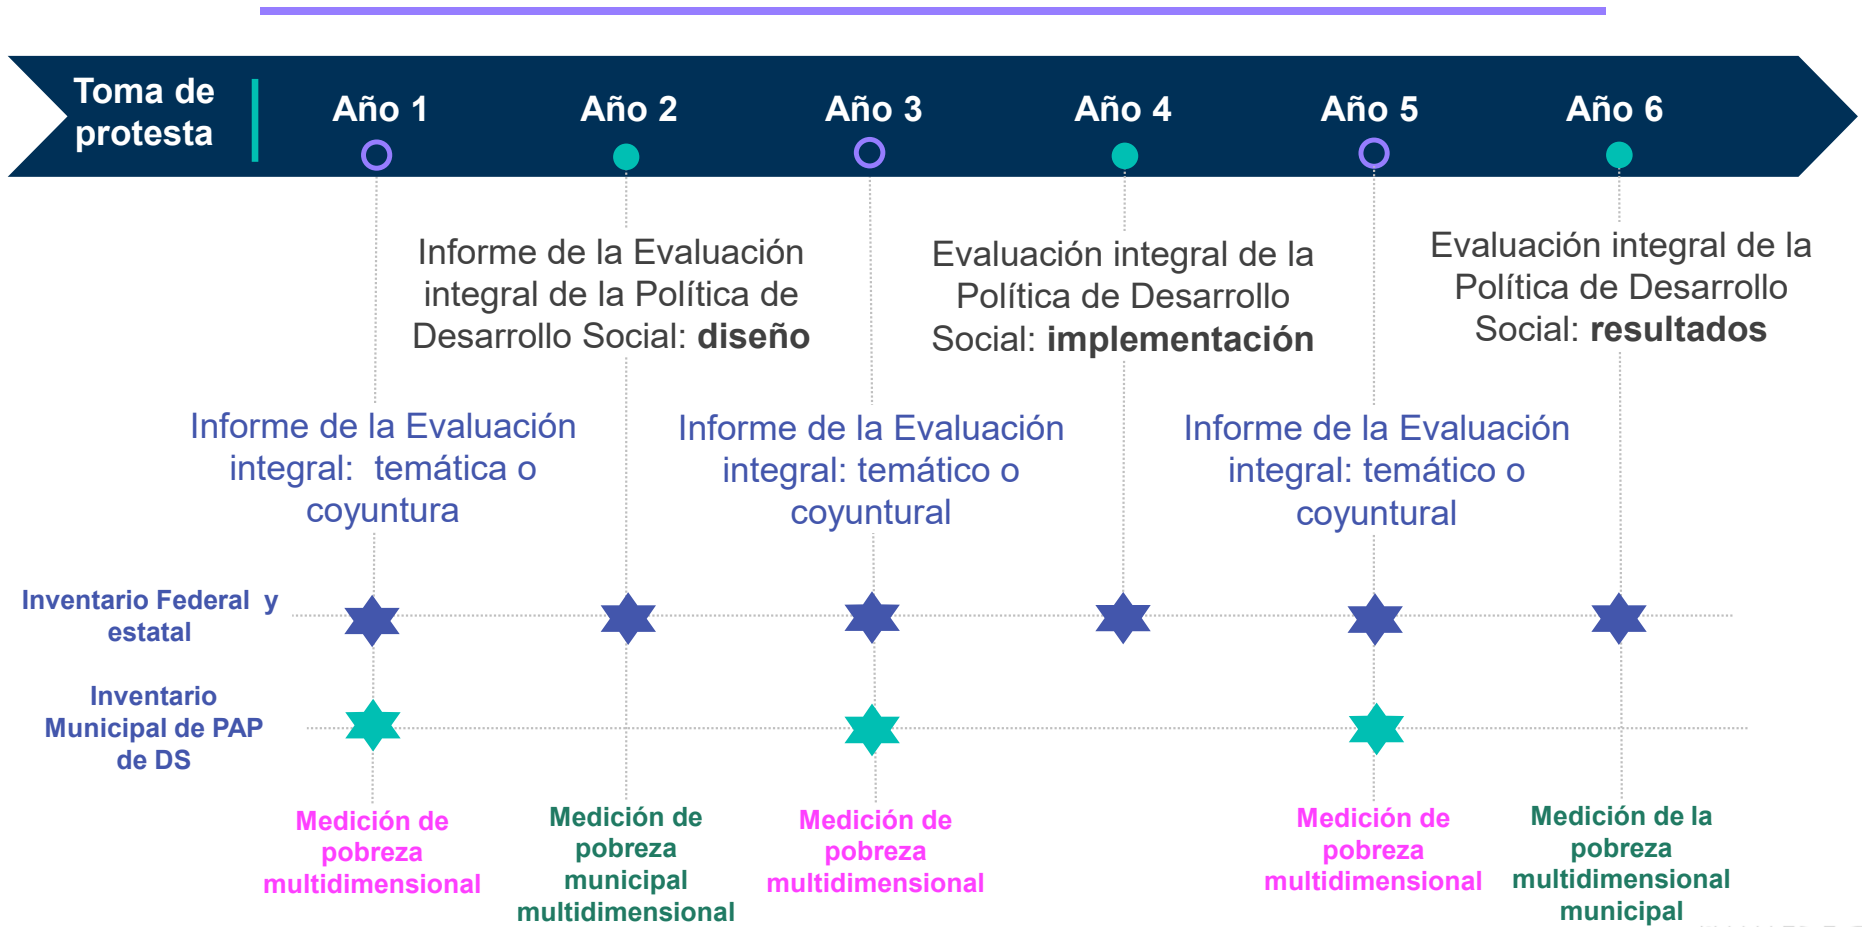 Toma de
protesta
Año 1
Año 2
Año 3
Año 4
Año 5
Año 6
Informe de la Evaluación
integral de la Política de
Desarrollo Social: diseño
Evaluación integral de la
Política de Desarrollo
Social: implementación
Evaluación integral de la
Política de Desarrollo
Social: resultados
Informe de la Evaluación
integral: temática o
coyuntura
Informe de la Evaluación
integral: temático o
coyuntural
Informe de la Evaluación
integral: temático o
coyuntural
Inventario Federal y
estatal
Inventario
Municipal de PAP
de DS
Medición de
pobreza
multidimensional
Medición de
pobreza
municipal
multidimensional
Medición de
pobreza
multidimensional
Medición de
pobreza
multidimensional
Medición de la
pobreza
multidimensional
municipal